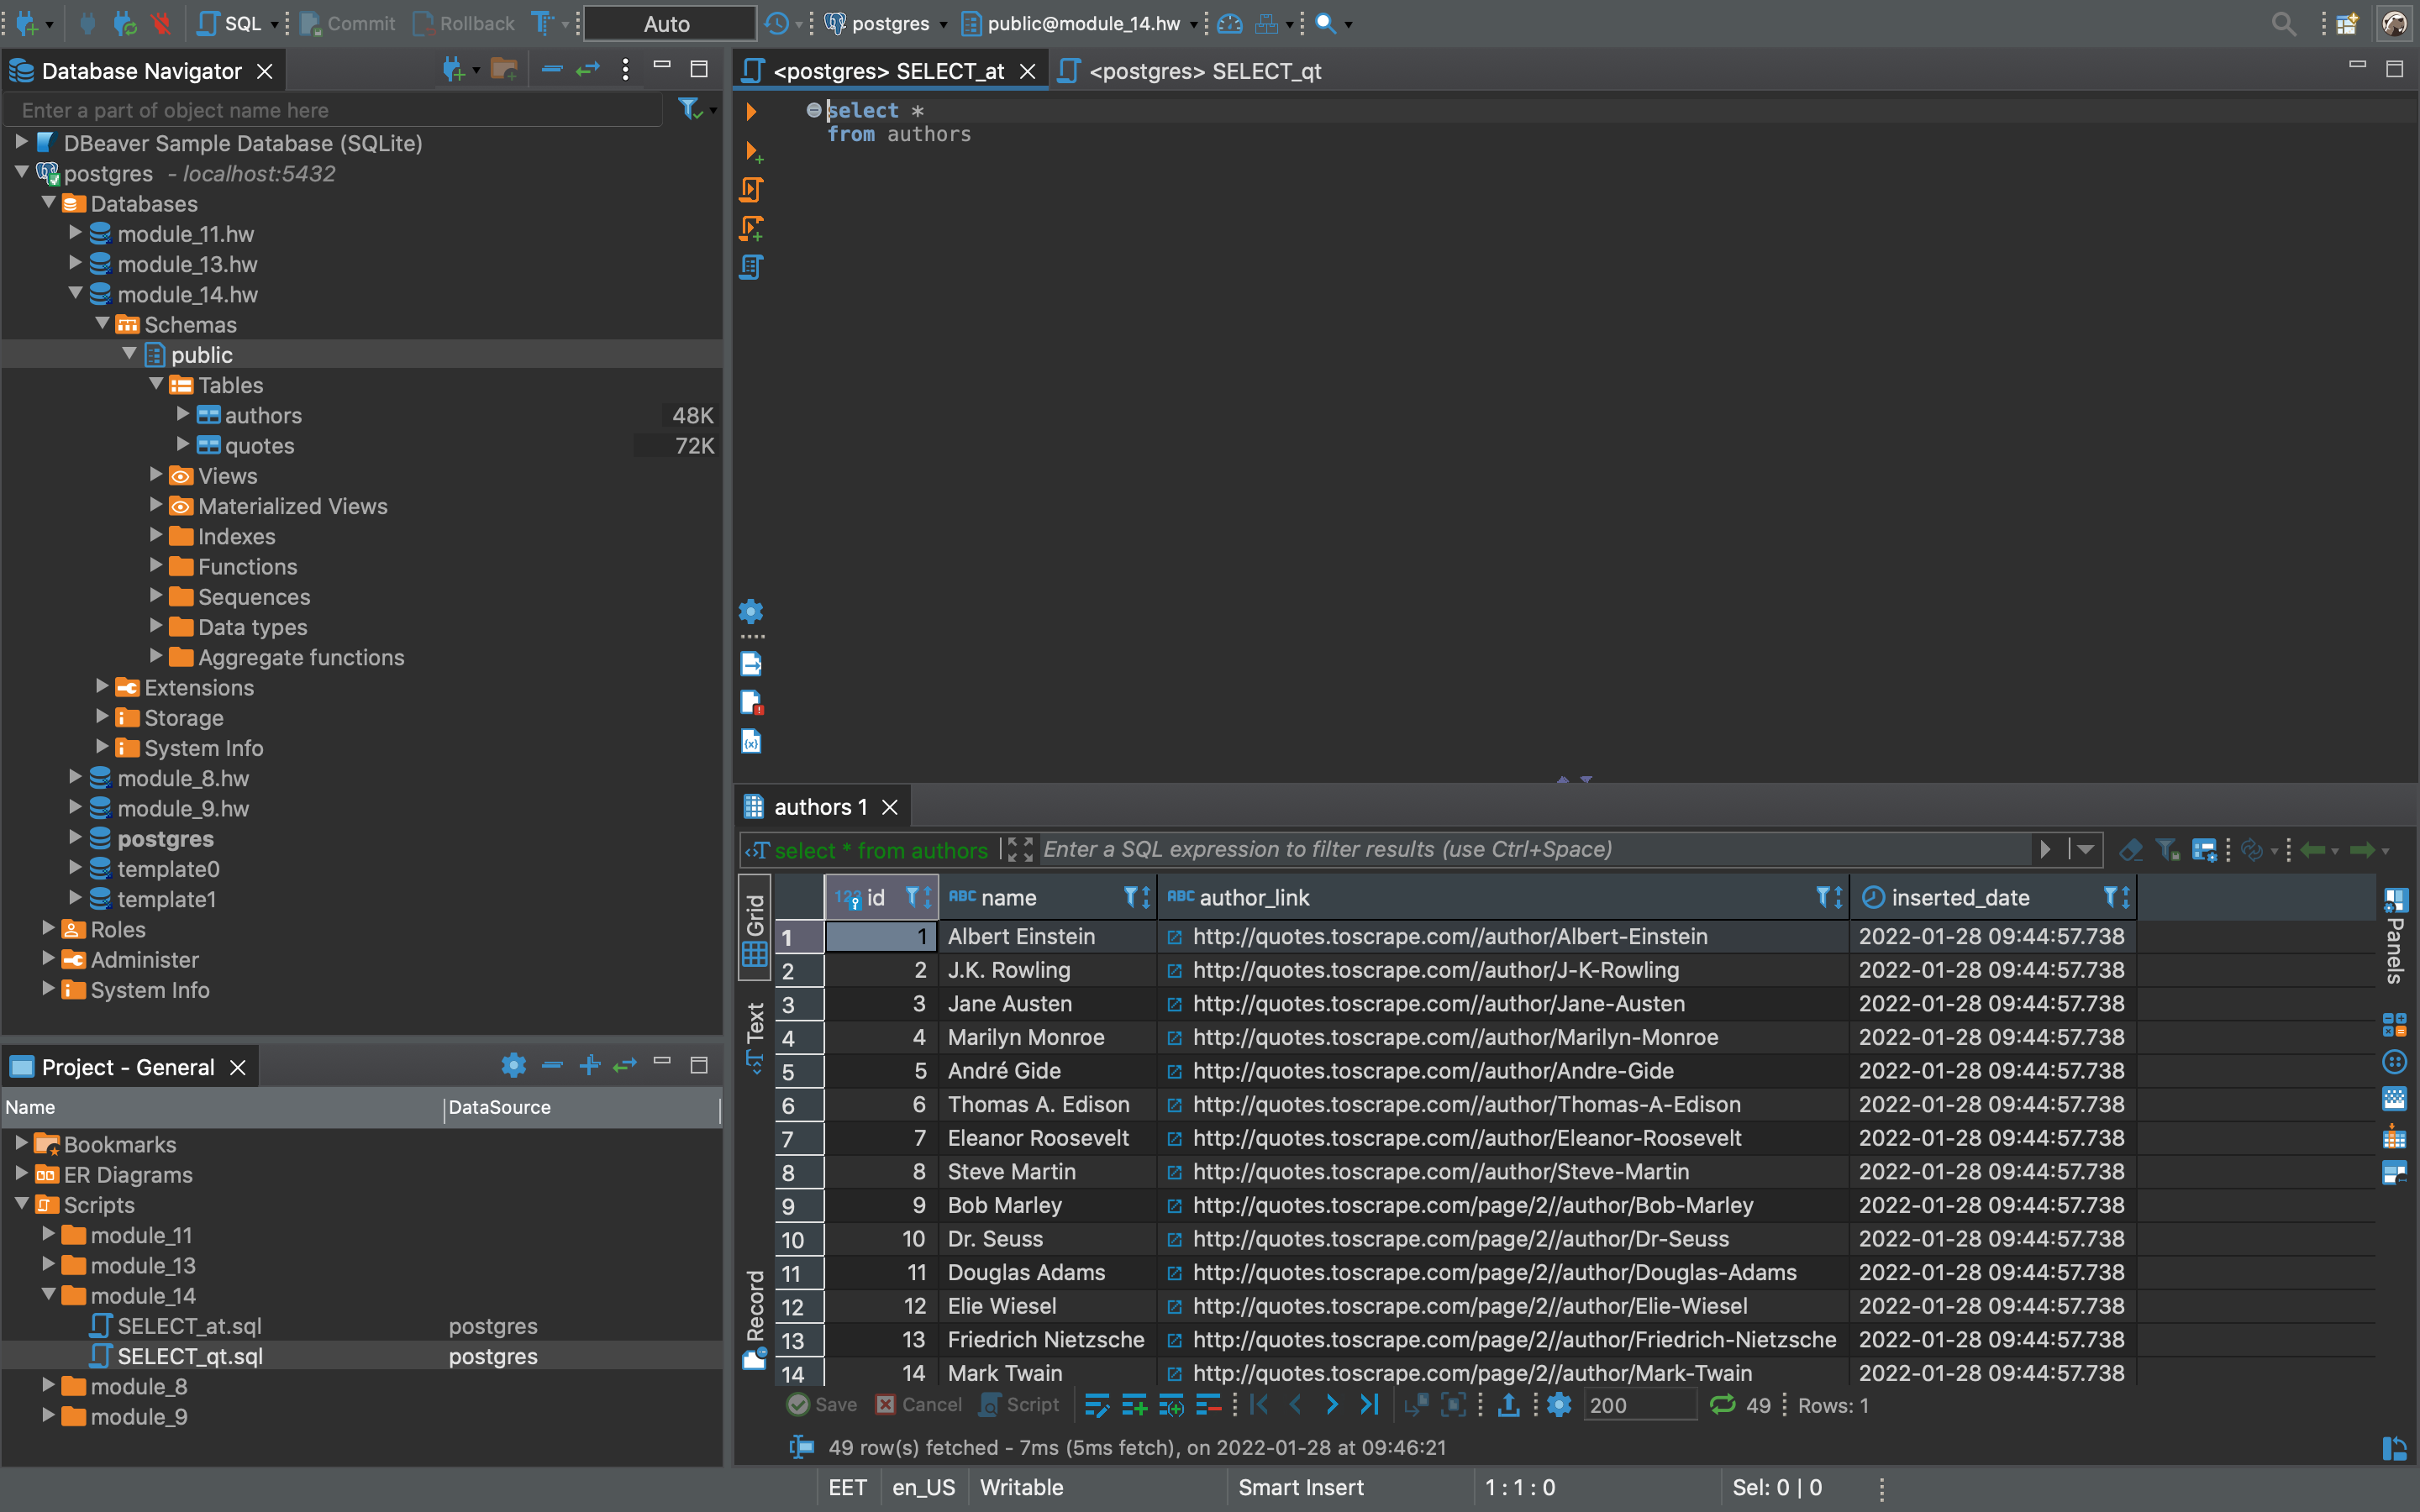 SQL Commit Rollback Auto postgres public@module_14.hw
Database Navigator
Enter a part of object name here
DBeaver Sample Database (SQLite)
postgres - localhost:5432
Databases
module_11.hw
module_13.hw
module_14.hw
Schemas
public
Tables
authors 48K
quotes 72K
Views
Materialized Views
Indexes
Functions
Sequences
Data types
Aggregate functions
Extensions
Storage
System Info
module_8.hw
module_9.hw
postgres
template0
template1
Roles
Administer
System Info
Project - General
Name DataSource
Bookmarks
ER Diagrams
Scripts
module_11
module_13
module_14
SELECT_at.sql postgres
SELECT_qt.sql postgres
module_8
module_9
<postgres> SELECT_at <postgres> SELECT_qt
select *
from authors
authors 1
select * from authors Enter a SQL expression to filter results (use Ctrl+Space)
Grid
Text
Record
Panels
123 id ABC name ABC author_link inserted_date
1 1 Albert Einstein http://quotes.toscrape.com//author/Albert-Einstein 2022-01-28 09:44:57.738
2 2 J.K. Rowling http://quotes.toscrape.com//author/J-K-Rowling 2022-01-28 09:44:57.738
3 3 Jane Austen http://quotes.toscrape.com//author/Jane-Austen 2022-01-28 09:44:57.738
4 4 Marilyn Monroe http://quotes.toscrape.com//author/Marilyn-Monroe 2022-01-28 09:44:57.738
5 5 André Gide http://quotes.toscrape.com//author/Andre-Gide 2022-01-28 09:44:57.738
6 6 Thomas A. Edison http://quotes.toscrape.com//author/Thomas-A-Edison 2022-01-28 09:44:57.738
7 7 Eleanor Roosevelt http://quotes.toscrape.com//author/Eleanor-Roosevelt 2022-01-28 09:44:57.738
8 8 Steve Martin http://quotes.toscrape.com//author/Steve-Martin 2022-01-28 09:44:57.738
9 9 Bob Marley http://quotes.toscrape.com/page/2//author/Bob-Marley 2022-01-28 09:44:57.738
10 10 Dr. Seuss http://quotes.toscrape.com/page/2//author/Dr-Seuss 2022-01-28 09:44:57.738
11 11 Douglas Adams http://quotes.toscrape.com/page/2//author/Douglas-Adams 2022-01-28 09:44:57.738
12 12 Elie Wiesel http://quotes.toscrape.com/page/2//author/Elie-Wiesel 2022-01-28 09:44:57.738
13 13 Friedrich Nietzsche http://quotes.toscrape.com/page/2//author/Friedrich-Nietzsche 2022-01-28 09:44:57.738
14 14 Mark Twain http://quotes.toscrape.com/page/2//author/Mark-Twain 2022-01-28 09:44:57.738
Save Cancel Script 200 49 Rows: 1
49 row(s) fetched - 7ms (5ms fetch), on 2022-01-28 at 09:46:21
EET en_US Writable Smart Insert 1 : 1 : 0 Sel: 0 | 0